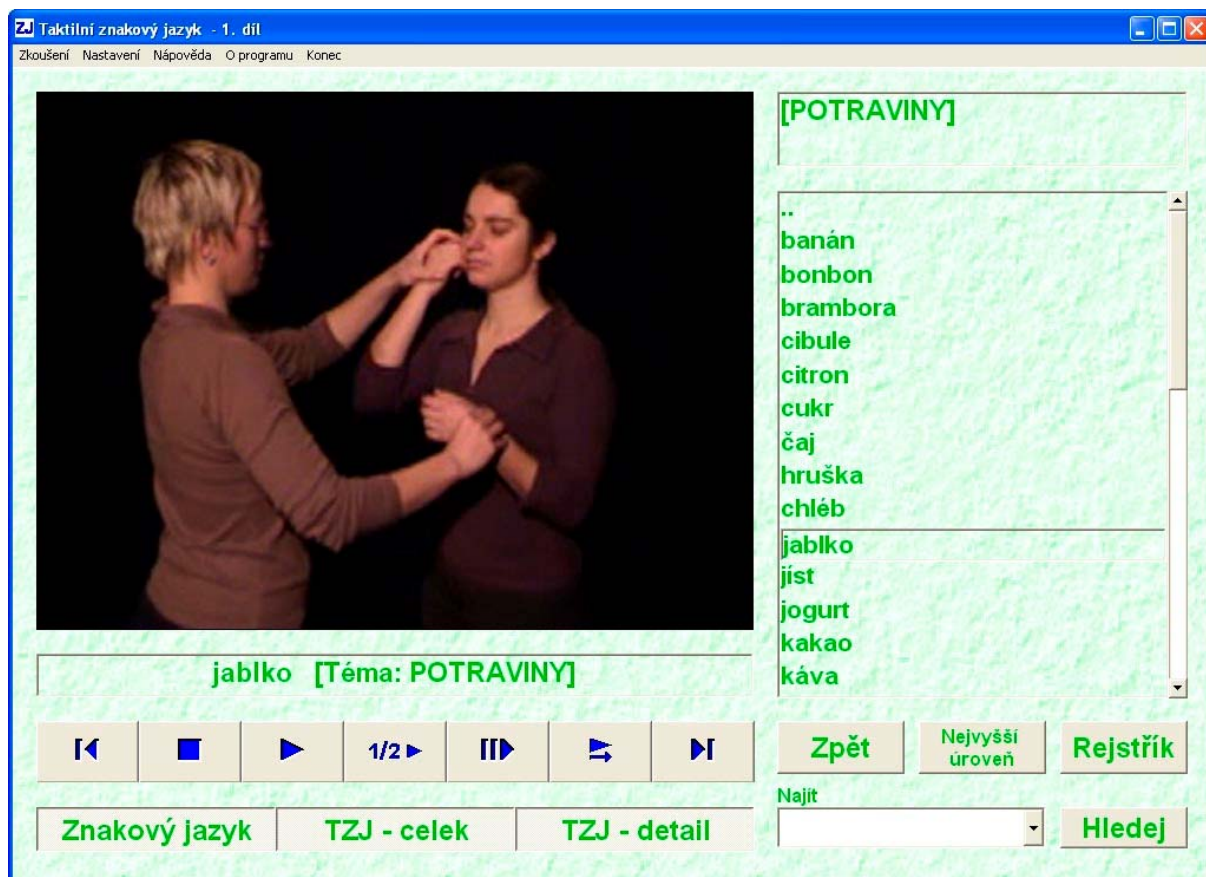 ZJ Taktilní znakový jazyk - 1. díl
Zkoušení Nastavení Nápověda O programu Konec
[POTRAVINY]
..
banán
bonbon
brambora
cibule
citron
cukr
čaj
hruška
chléb
jablko
jíst
jogurt
kakao
káva
jablko [Téma: POTRAVINY]
1/2
Zpět
Nejvyšší
úroveň
Rejstřík
Najít
Hledej
Znakový jazyk
TZJ - celek
TZJ - detail